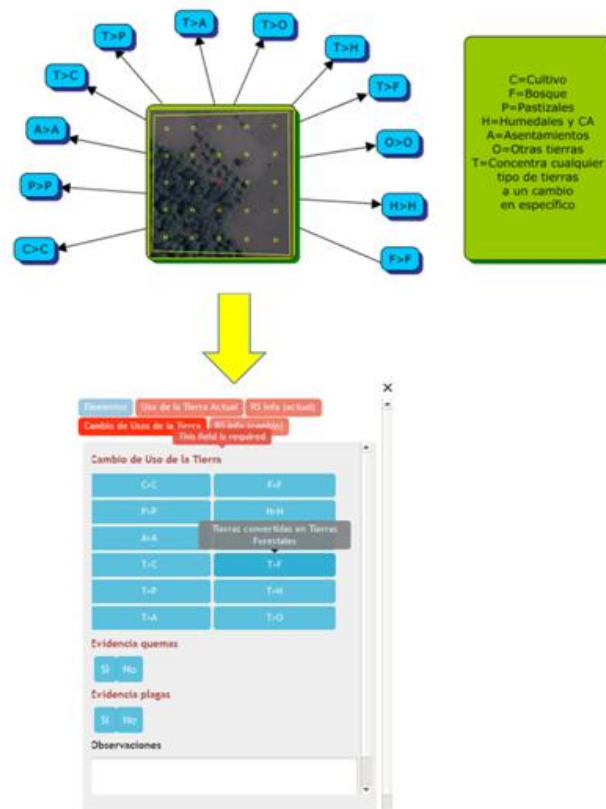 T>A
T>O
T>P
T>H
T>C
T>F
A>A
O>O
P>P
H>H
C>C
F>F
C=Cultivo
F=Bosque
P=Pastizales
H=Humedales y CA
A=Asentamientos
O=Otras tierras
T=Concentra cualquier
tipo de tierras
a un cambio
en específico
Elementos Uso de la Tierra Actual RS Info (actual)
Cambio de Usos de la Tierra RS Info (cambio)
This field is required
Cambio de Uso de la Tierra
C>C F>F
P>P H>H
A>A
Tierras convertidas en Tierras
Forestales
T>C T>F
T>P T>H
T>A T>O
Evidencia quemas
Si No
Evidencia plagas
Si No
Observaciones